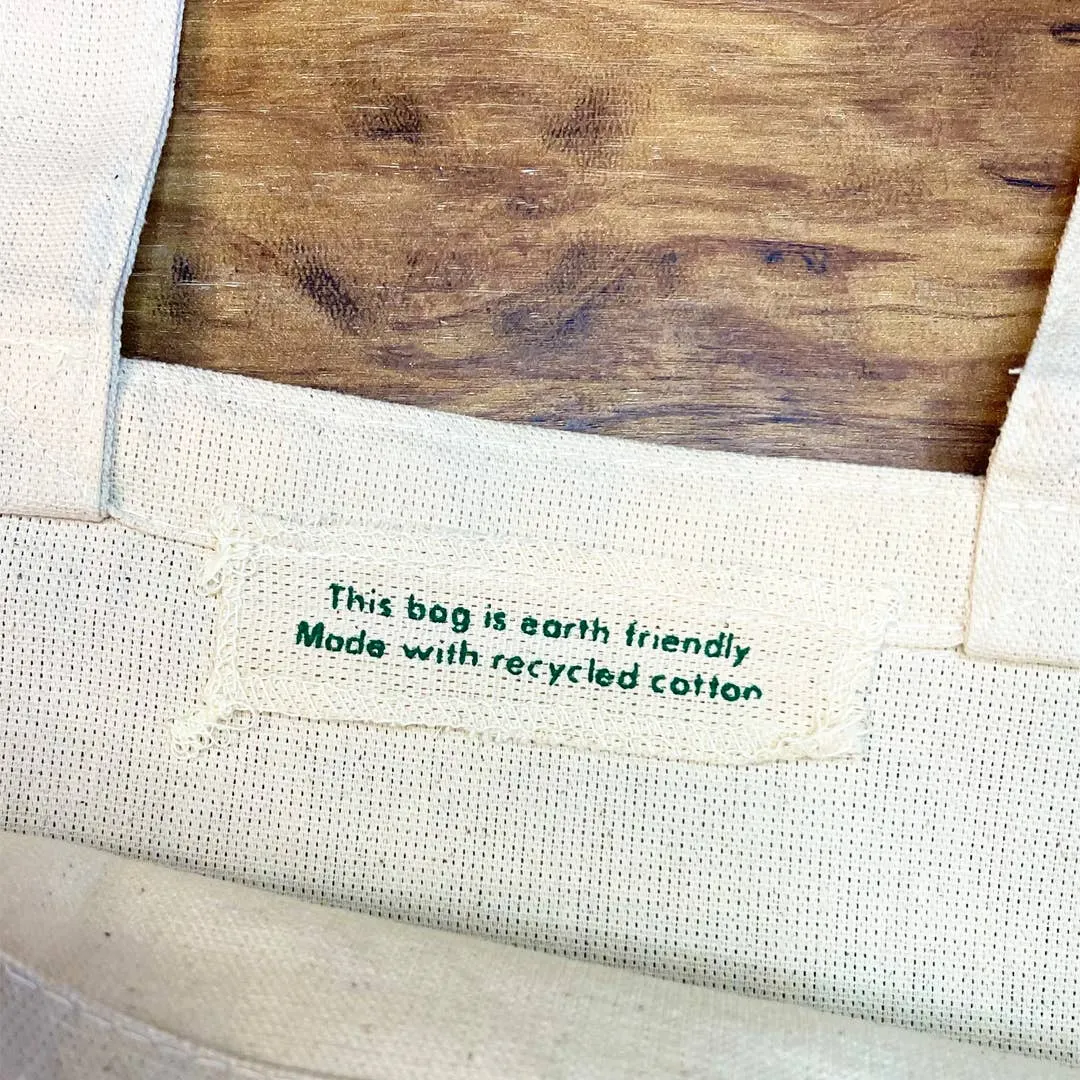 This bag is earth friendly
Made with recycled cotton